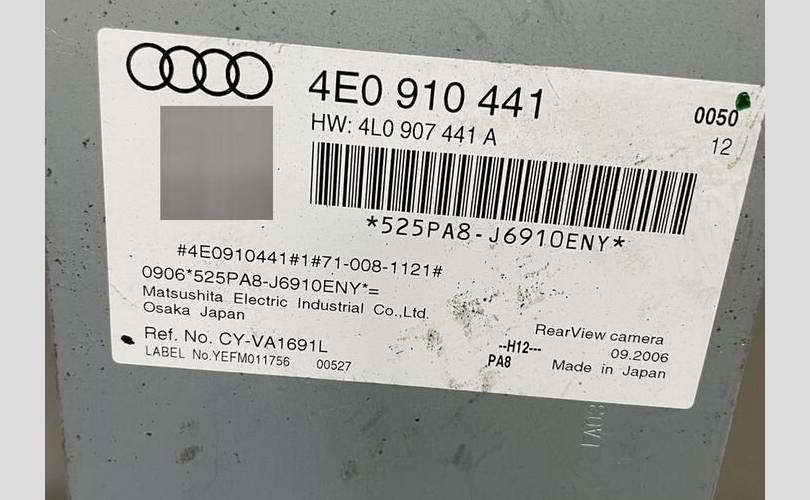 4E0 910 441
0050
HW: 4L0 907 441 A
12
*525PA8-J6910ENY*
#4E0910441#1#71-008-1121#
0906*525PA8-J6910ENY*=
Matsushita Electric Industrial Co.,Ltd.
Osaka Japan
RearView camera
Ref. No. CY-VA1691L
--H12---
09.2006
LABEL No.YEFM011756 00527
PA8
Made in Japan